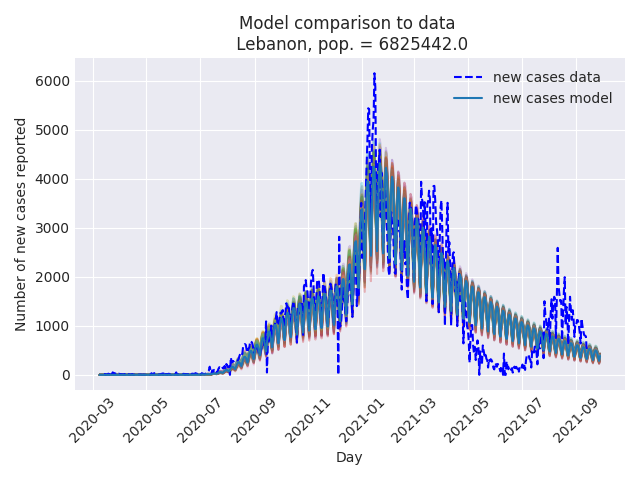 Model comparison to data
Lebanon, pop. = 6825442.0
new cases data
new cases model
Number of new cases reported
6000
5000
4000
3000
2000
1000
0
2020-03
2020-05
2020-07
2020-09
2020-11
2021-01
2021-03
2021-05
2021-07
2021-09
Day